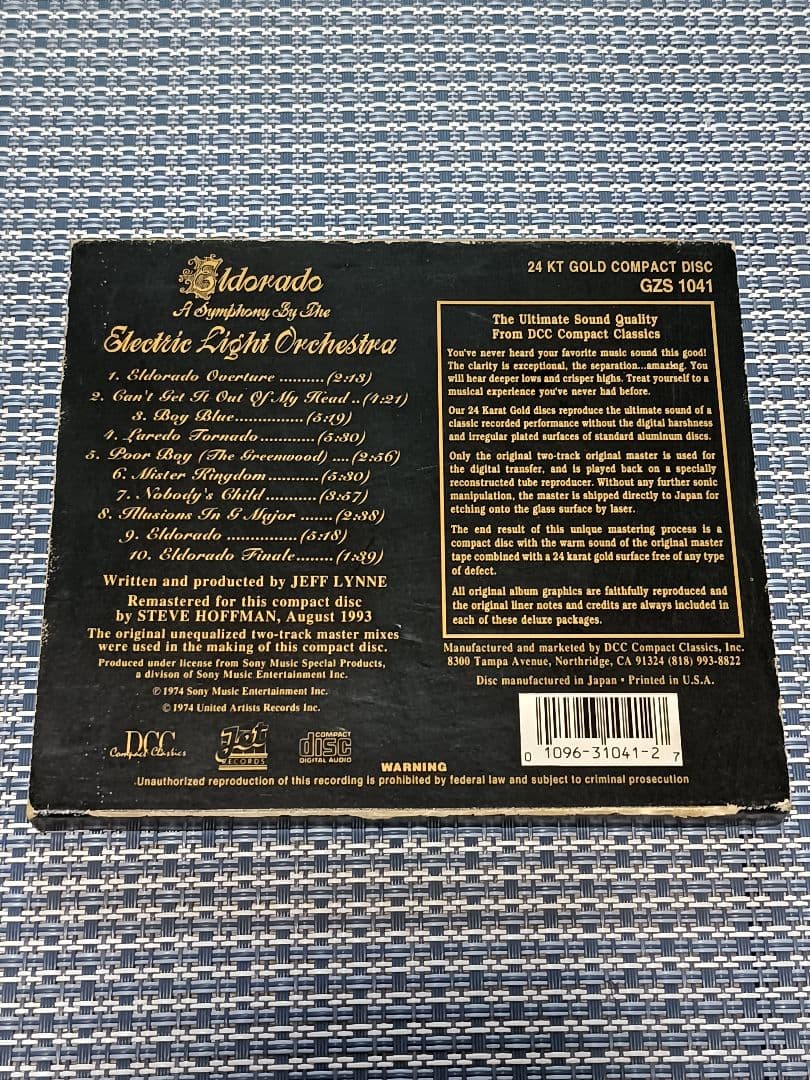 Eldorado
A Symphony By The
Electric Light Orchestra
1. Eldorado Overture ..........(2:13)
2. Can't Get It Out Of My Head ..(4:21)
3. Boy Blue...............(5:19)
4. Laredo Tornado............(5:30)
5. Poor Boy (The Greenwood) ....(2:56)
6. Mister Kingdom...........(5:30)
7. Nobody's Child...........(3:57)
8. Illusions In G Major .......(2:38)
9. Eldorado ...............(5:18)
10. Eldorado Finale........(1:39)
Written and producted by JEFF LYNNE
Remastered for this compact disc
by STEVE HOFFMAN, August 1993
The original unequalized two-track master mixes
were used in the making of this compact disc.
Produced under license from Sony Music Special Products,
a divison of Sony Music Entertainment Inc.
℗ 1974 Sony Music Entertainment Inc.
© 1974 United Artists Records Inc.
DCC
Compact Classics
Jet
RECORDS
COMPACT
disc
DIGITAL AUDIO
24 KT GOLD COMPACT DISC
GZS 1041
The Ultimate Sound Quality
From DCC Compact Classics
You've never heard your favorite music sound this good!
The clarity is exceptional, the separation...amazing. You
will hear deeper lows and crisper highs. Treat yourself to a
musical experience you've never had before.
Our 24 Karat Gold discs reproduce the ultimate sound of a
classic recorded performance without the digital harshness
and irregular plated surfaces of standard aluminum discs.
Only the original two-track original master is used for
the digital transfer, and is played back on a specially
reconstructed tube reproducer. Without any further sonic
manipulation, the master is shipped directly to Japan for
etching onto the glass surface by laser.
The end result of this unique mastering process is a
compact disc with the warm sound of the original master
tape combined with a 24 karat gold surface free of any type
of defect.
All original album graphics are faithfully reproduced and
the original liner notes and credits are always included in
each of these deluxe packages.
Manufactured and marketed by DCC Compact Classics, Inc.
8300 Tampa Avenue, Northridge, CA 91324 (818) 993-8822
Disc manufactured in Japan • Printed in U.S.A.
0 1096-31041-2 7
WARNING
Unauthorized reproduction of this recording is prohibited by federal law and subject to criminal prosecution